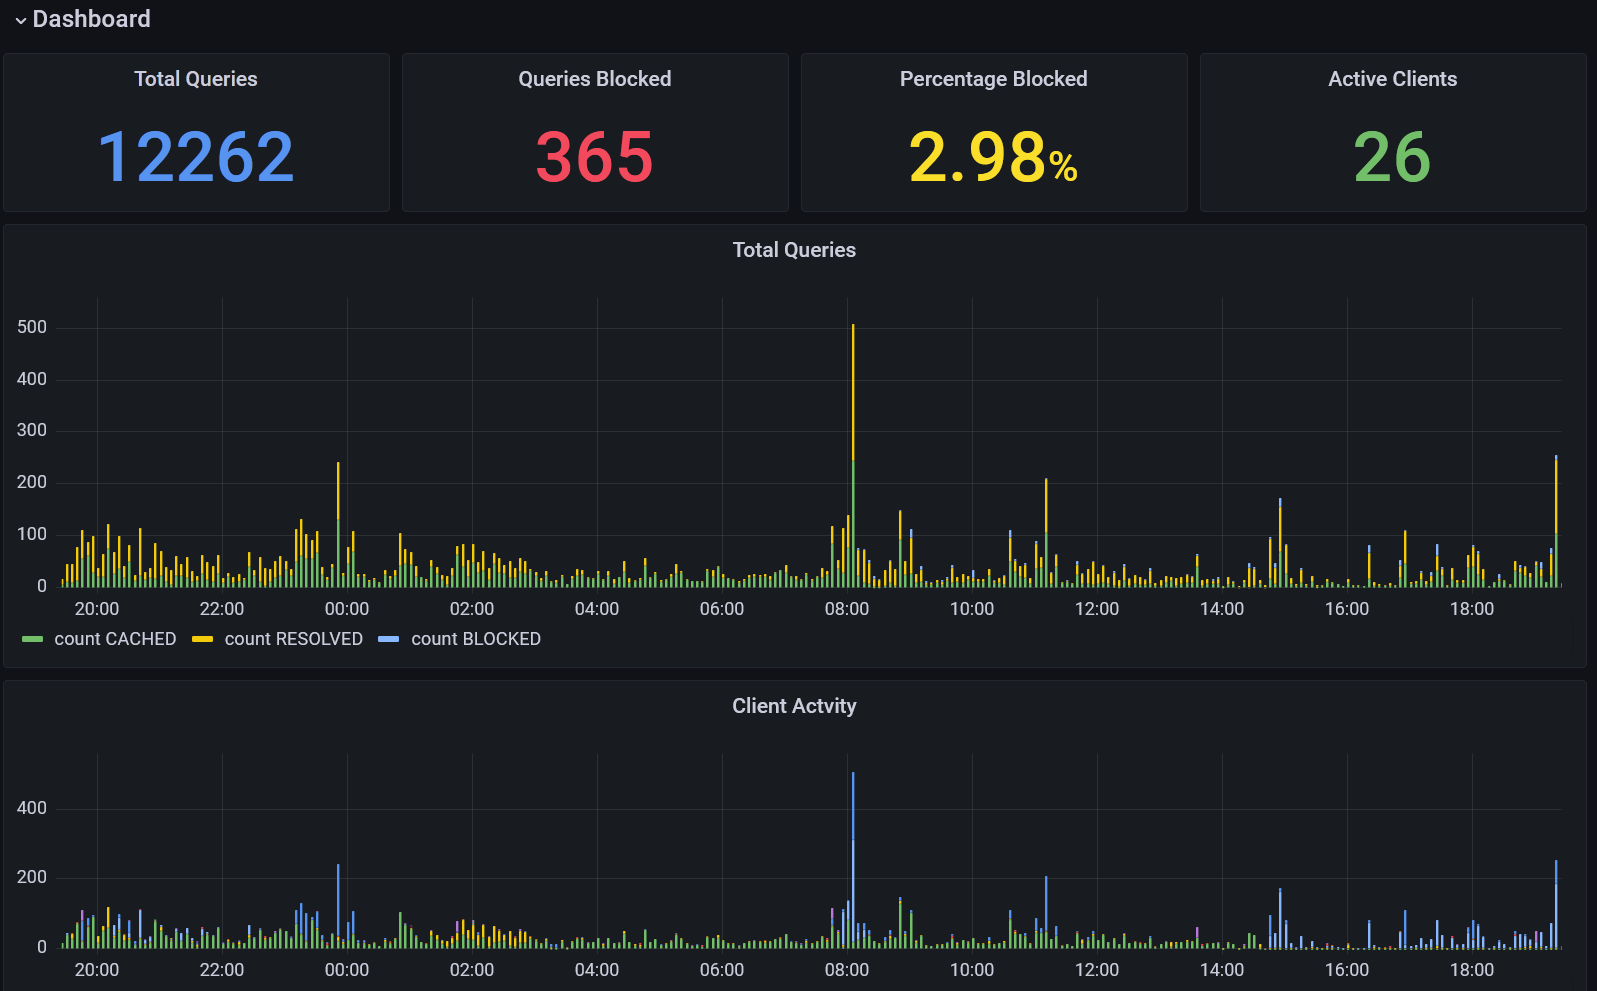 Dashboard
Total Queries
Queries Blocked
Percentage Blocked
Active Clients
12262
365
2.98%
26
Total Queries
500
400
300
200
100
0
20:00 22:00 00:00 02:00 04:00 06:00 08:00 10:00 12:00 14:00 16:00 18:00
count CACHED count RESOLVED count BLOCKED
Client Actvity
400
200
0
20:00 22:00 00:00 02:00 04:00 06:00 08:00 10:00 12:00 14:00 16:00 18:00